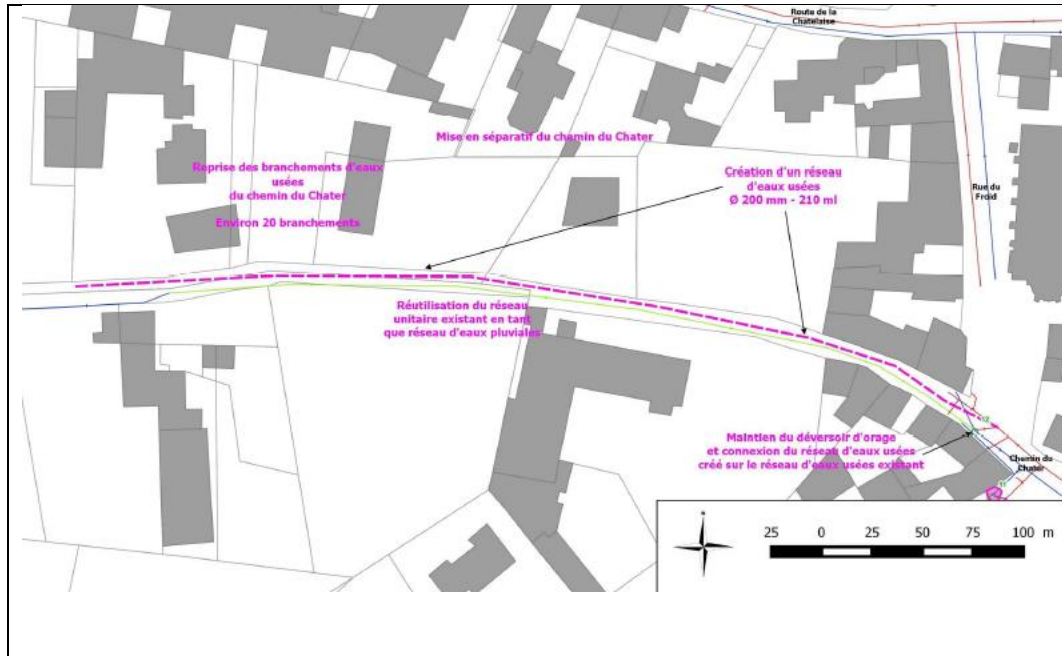 Route de la
Chatelaise
Mise en séparatif du chemin du Chater
Reprise des branchements d'eaux
usées
du chemin du Chater
Environ 20 branchements
Création d'un réseau
d'eaux usées
Ø 200 mm - 210 ml
Rue du
Froid
Réutilisation du réseau
unitaire existant en tant
que réseau d'eaux pluviales
Maintien du déversoir d'orage
et connexion du réseau d'eaux usées
créé sur le réseau d'eaux usées existant
Chemin du
Chater
25 0 25 50 75 100 m